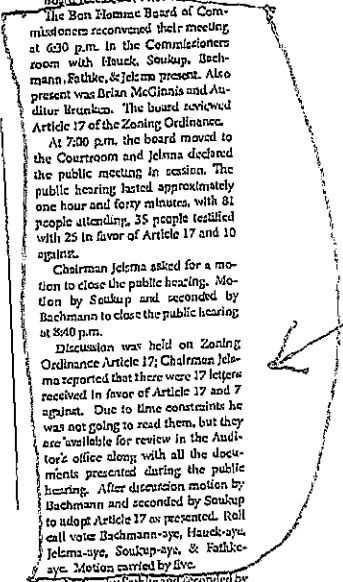 The Bon Homme Board of Com-
missioners reconvened their meeting
at 6:30 p.m. in the Commissioners
room with Hauck, Soukup, Bach-
mann, Fathke, & Jelsma present. Also
present was Brian McGinnis and Au-
ditor Brunken. The board reviewed
Article 17 of the Zoning Ordinance.
At 7:00 p.m. the board moved to
the Courtroom and Jelsma declared
the public meeting in session. The
public hearing lasted approximately
one hour and forty minutes, with 81
people attending, 35 people testified
with 25 in favor of Article 17 and 10
against.
Chairman Jelsma asked for a mo-
tion to close the public hearing. Mo-
tion by Soukup and seconded by
Bachmann to close the public hearing
at 8:40 p.m.
Discussion was held on Zoning
Ordinance Article 17; Chairman Jels-
ma reported that there were 17 letters
received in favor of Article 17 and 7
against. Due to time constraints he
was not going to read them, but they
are available for review in the Audi-
tor's office along with all the docu-
ments presented during the public
hearing. After discussion motion by
Bachmann and seconded by Soukup
to adopt Article 17 as presented. Roll
call vote: Bachmann-aye, Hauck-aye,
Jelsma-aye, Soukup-aye, & Fathke-
aye. Motion carried by five.
and seconded by